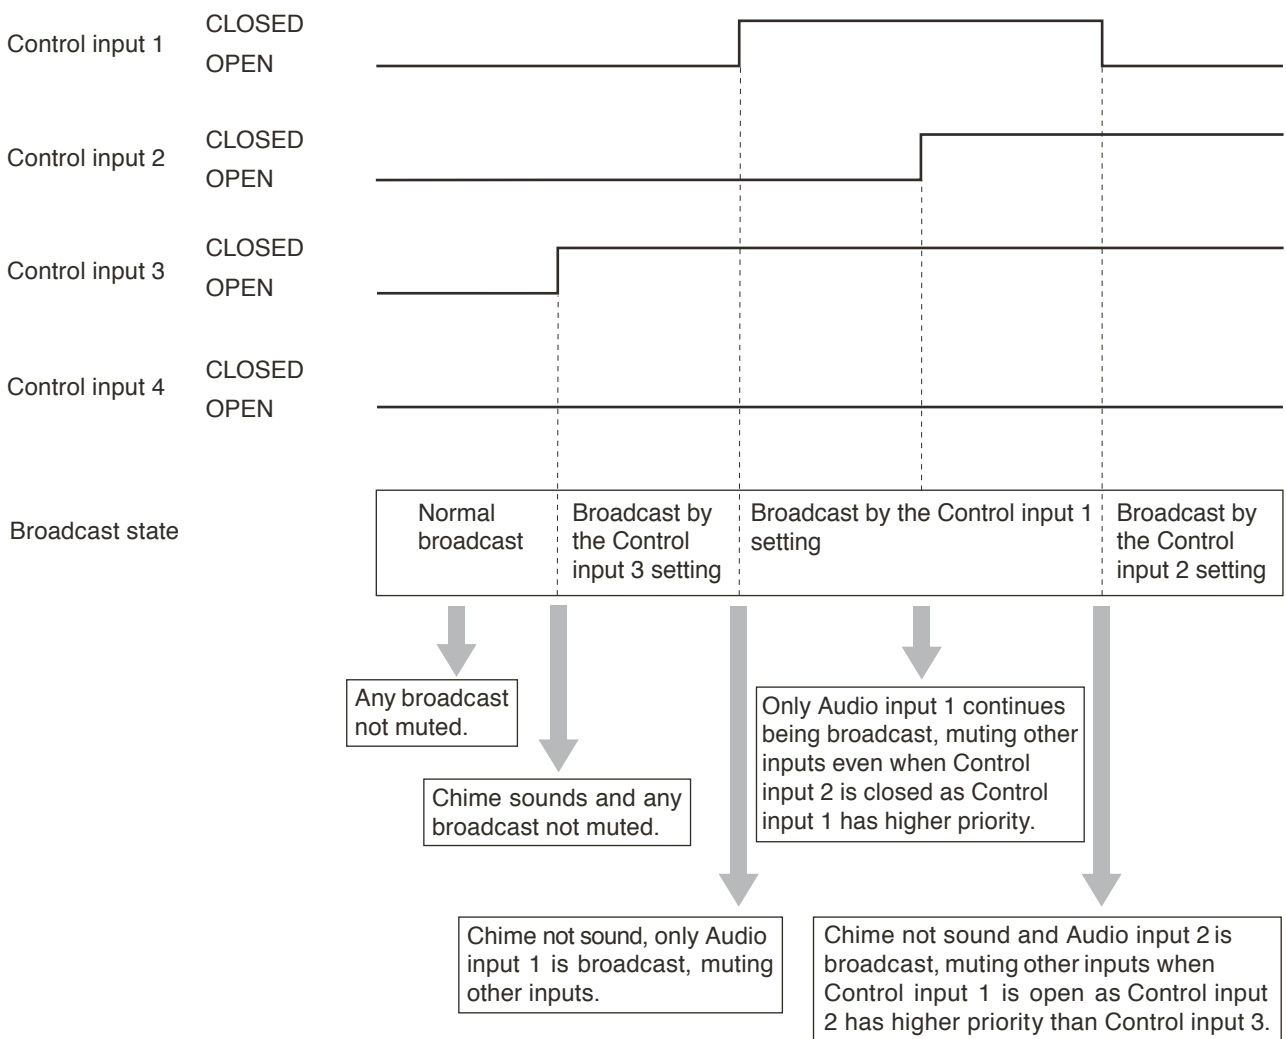 Control input 1
CLOSED
OPEN
Control input 2
CLOSED
OPEN
Control input 3
CLOSED
OPEN
Control input 4
CLOSED
OPEN
Broadcast state
Normal
broadcast
Broadcast by
the Control
input 3 setting
Broadcast by the Control input 1
setting
Broadcast by
the Control
input 2 setting
Any broadcast
not muted.
Chime sounds and any
broadcast not muted.
Only Audio input 1 continues
being broadcast, muting other
inputs even when Control
input 2 is closed as Control
input 1 has higher priority.
Chime not sound, only Audio
input 1 is broadcast, muting
other inputs.
Chime not sound and Audio input 2 is
broadcast, muting other inputs when
Control input 1 is open as Control input
2 has higher priority than Control input 3.